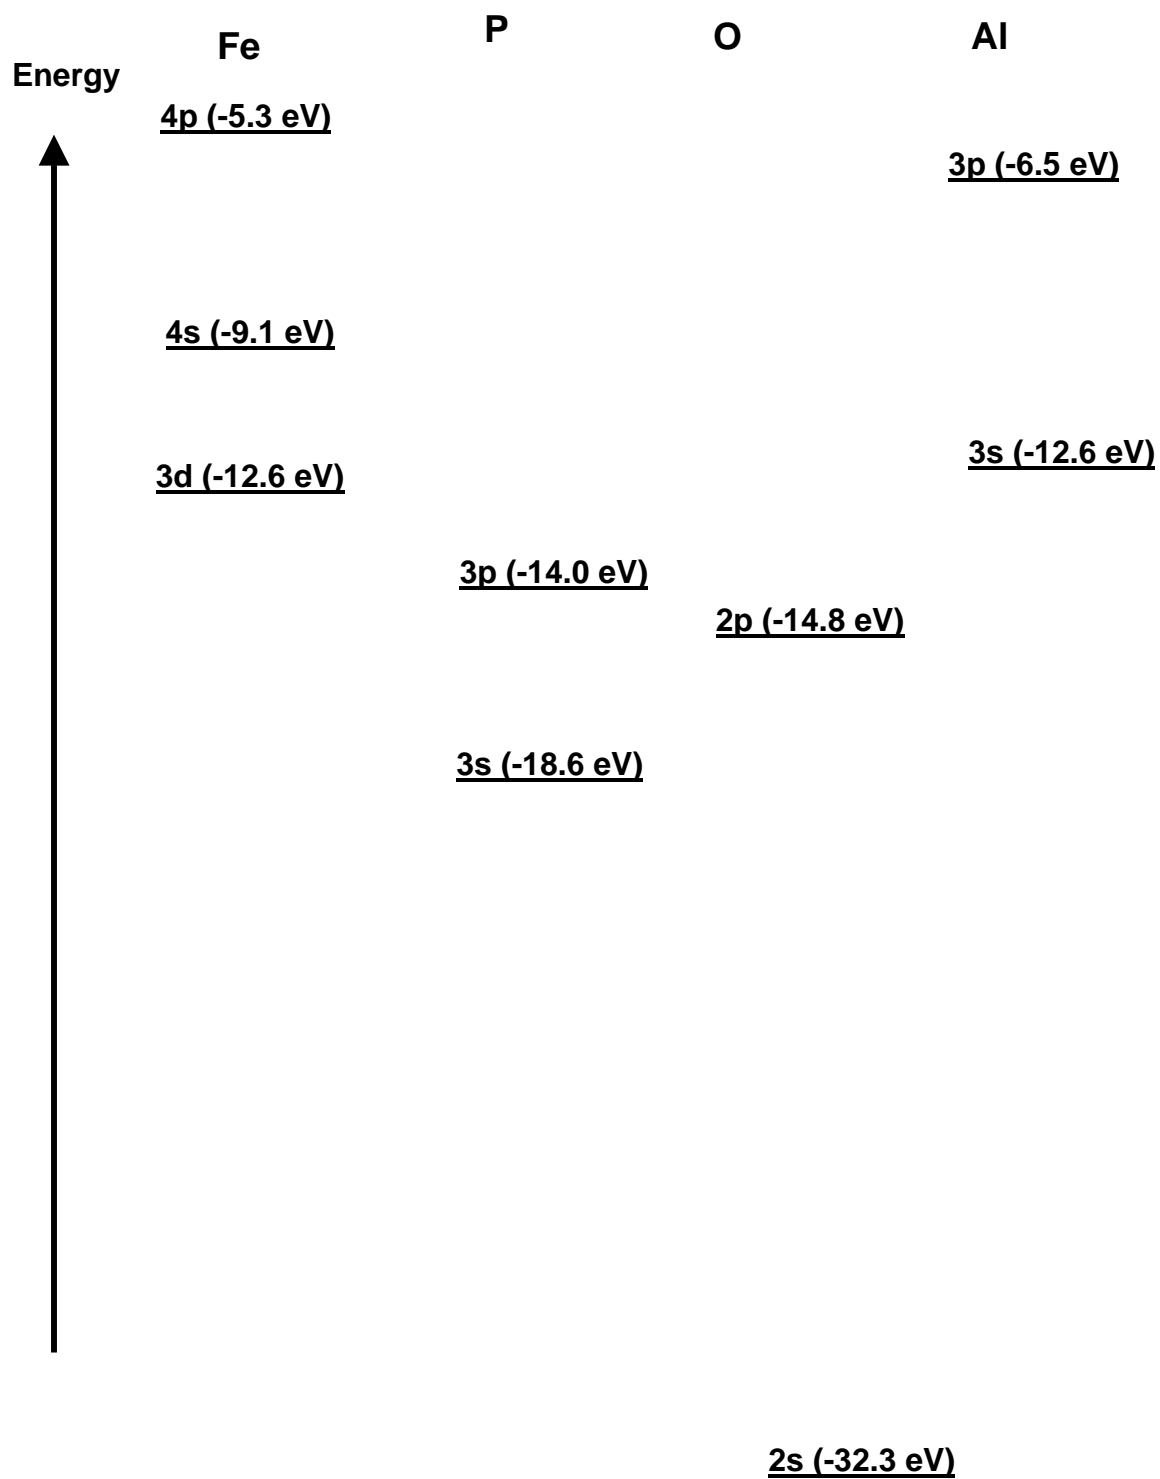 Fe
P
O
Al
Energy
4p (-5.3 eV)
3p (-6.5 eV)
4s (-9.1 eV)
3s (-12.6 eV)
3d (-12.6 eV)
3p (-14.0 eV)
2p (-14.8 eV)
3s (-18.6 eV)
2s (-32.3 eV)